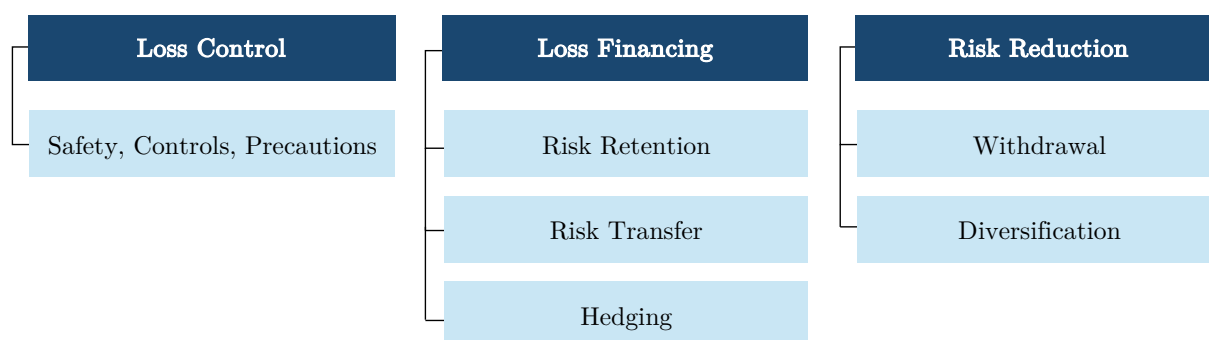 Loss Control
Safety, Controls, Precautions
Loss Financing
Risk Retention
Risk Transfer
Hedging
Risk Reduction
Withdrawal
Diversification